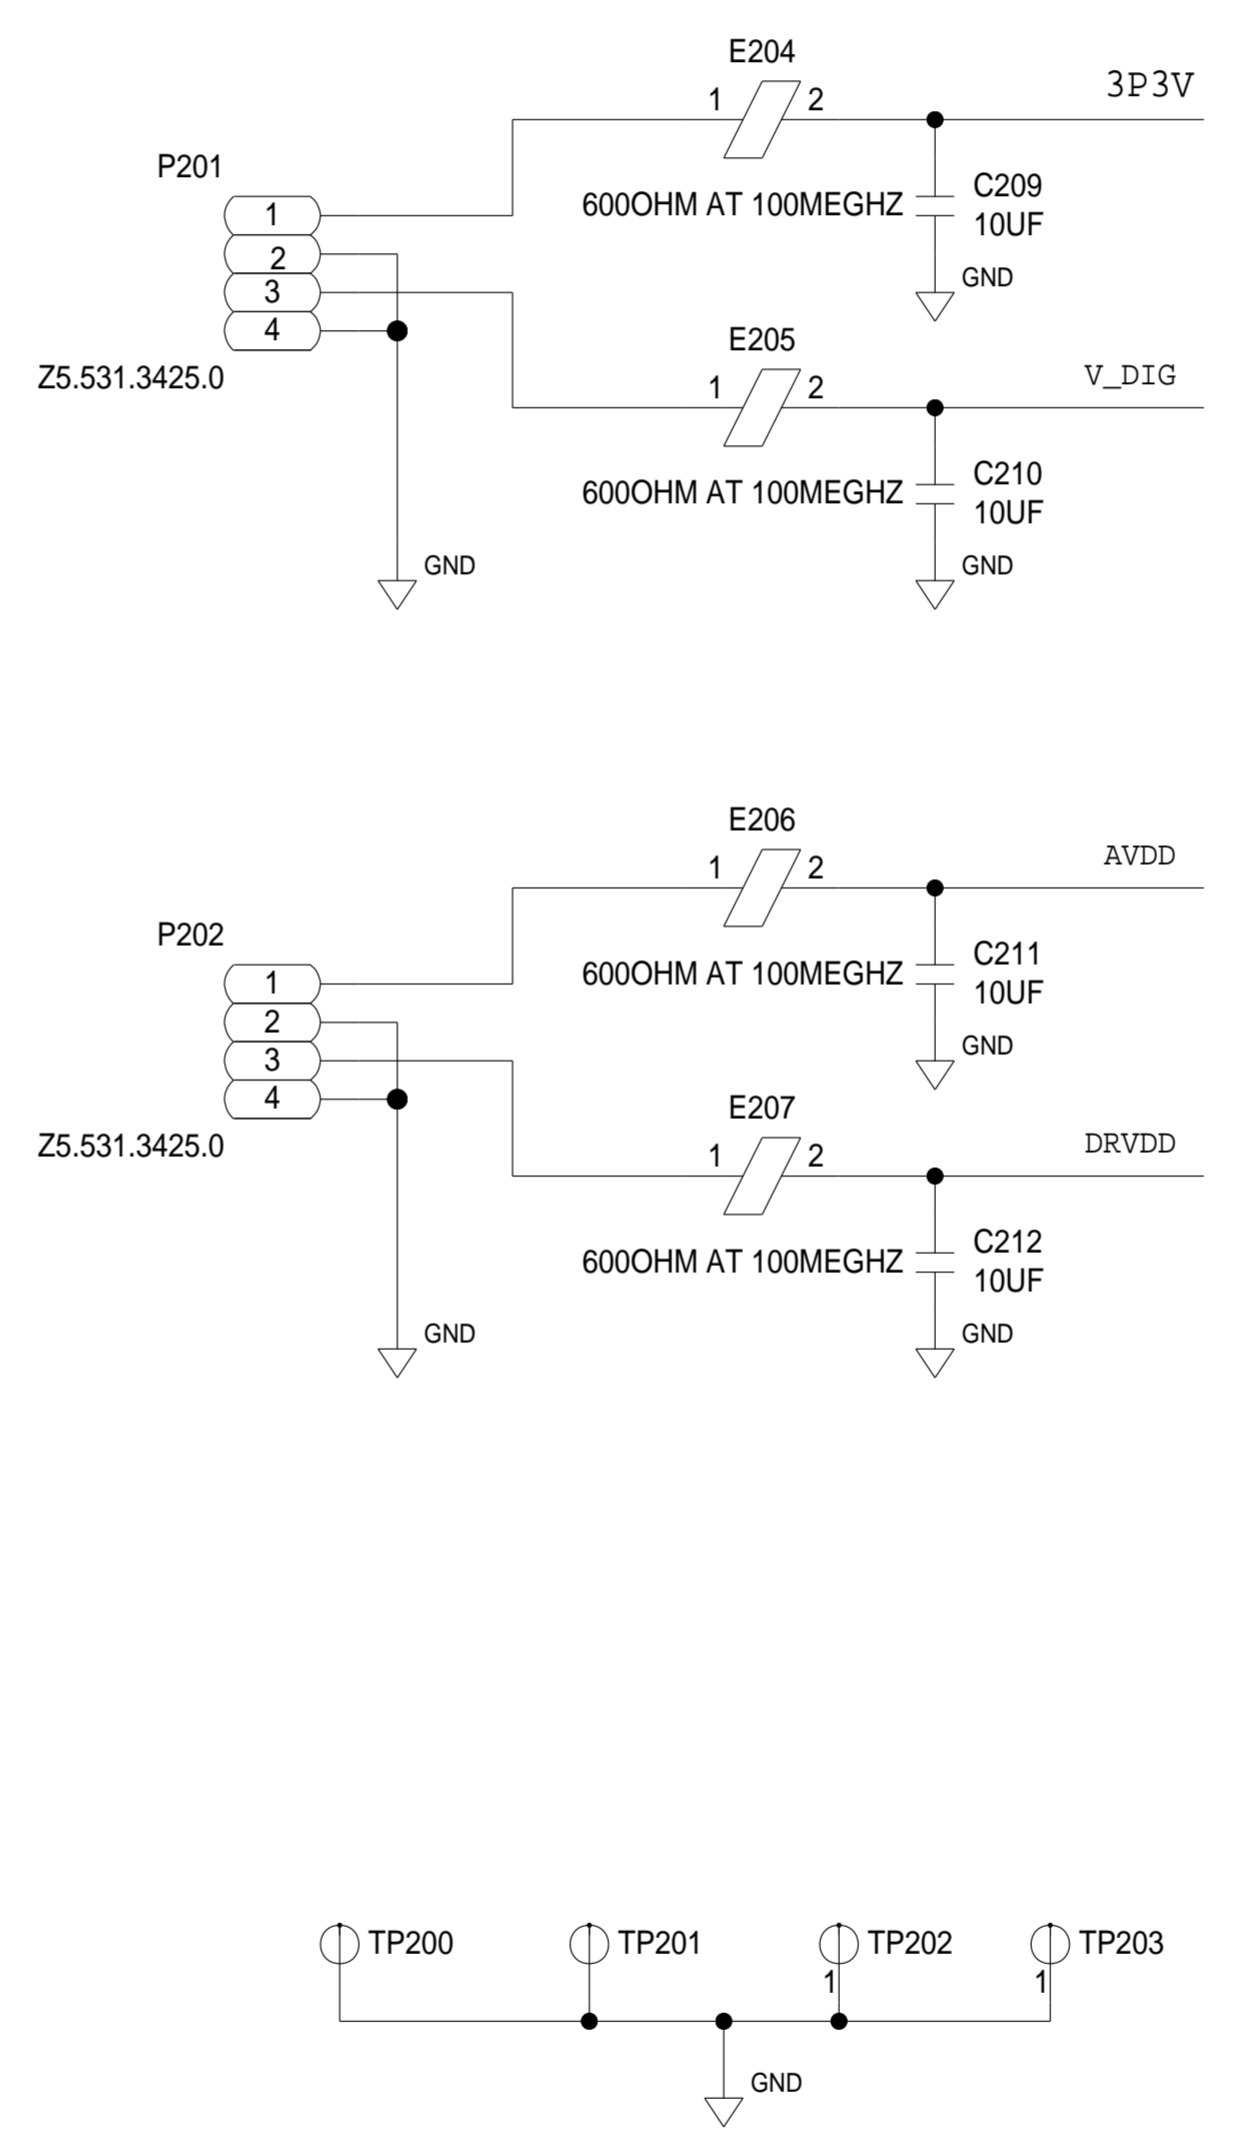 E204
1 2 3P3V
P201
1
600OHM AT 100MEGHZ
C209
10UF
2
3
4
GND
E205
Z5.531.3425.0
1 2 V_DIG
600OHM AT 100MEGHZ
C210
10UF
GND GND
E206
1 2 AVDD
P202
1
600OHM AT 100MEGHZ
C211
10UF
2
3
4
GND
E207
Z5.531.3425.0
1 2 DRVDD
600OHM AT 100MEGHZ
C212
10UF
GND GND
TP200 TP201 TP202 TP203
1 1
GND